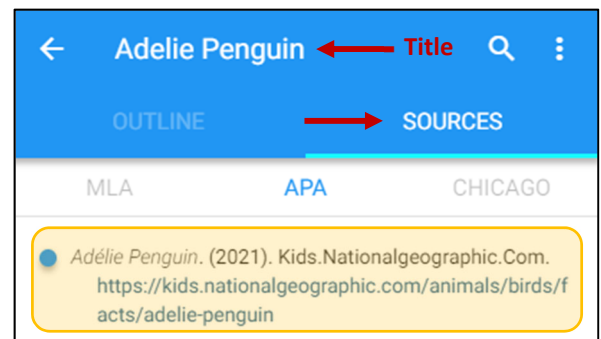 Adelie Penguin Title
OUTLINE SOURCES
MLA APA CHICAGO
Adélie Penguin. (2021). Kids.Nationalgeographic.Com.
https://kids.nationalgeographic.com/animals/birds/f
acts/adelie-penguin